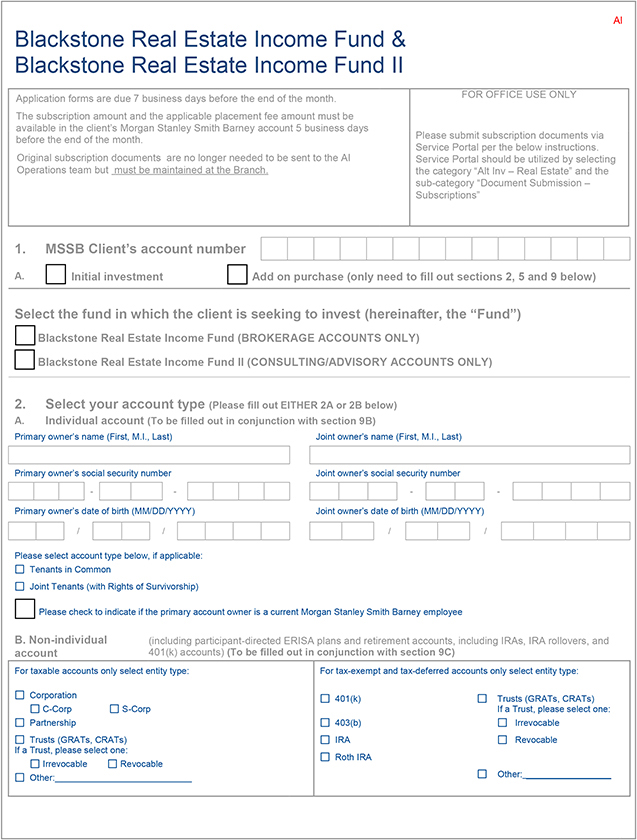 AI
Blackstone Real Estate Income Fund &
Blackstone Real Estate Income Fund II
Application forms are due 7 business days before the end of the month.
The subscription amount and the applicable placement fee amount must be
available in the client's Morgan Stanley Smith Barney account 5 business days
before the end of the month.
Original subscription documents are no longer needed to be sent to the AI
Operations team but must be maintained at the Branch.
FOR OFFICE USE ONLY
Please submit subscription documents via
Service Portal per the below instructions.
Service Portal should be utilized by selecting
the category “Alt Inv – Real Estate” and the
sub-category “Document Submission –
Subscriptions”
1. MSSB Client's account number
A. Initial investment Add on purchase (only need to fill out sections 2, 5 and 9 below)
Select the fund in which the client is seeking to invest (hereinafter, the “Fund”)
Blackstone Real Estate Income Fund (BROKERAGE ACCOUNTS ONLY)
Blackstone Real Estate Income Fund II (CONSULTING/ADVISORY ACCOUNTS ONLY)
2. Select your account type (Please fill out EITHER 2A or 2B below)
A. Individual account (To be filled out in conjunction with section 9B)
Primary owner's name (First, M.I., Last) Joint owner's name (First, M.I., Last)
Primary owner's social security number Joint owner's social security number
- - - -
Primary owner's date of birth (MM/DD/YYYY) Joint owner's date of birth (MM/DD/YYYY)
/ / / /
Please select account type below, if applicable:
Tenants in Common
Joint Tenants (with Rights of Survivorship)
Please check to indicate if the primary account owner is a current Morgan Stanley Smith Barney employee
B. Non-individual account
(including participant-directed ERISA plans and retirement accounts, including IRAs, IRA rollovers, and
401(k) accounts) (To be filled out in conjunction with section 9C)
For taxable accounts only select entity type:
Corporation
C-Corp S-Corp
Partnership
Trusts (GRATs, CRATs)
If a Trust, please select one:
Irrevocable Revocable
Other:
For tax-exempt and tax-deferred accounts only select entity type:
401(k)
403(b)
IRA
Roth IRA
Trusts (GRATs, CRATs)
If a Trust, please select one:
Irrevocable
Revocable
Other: